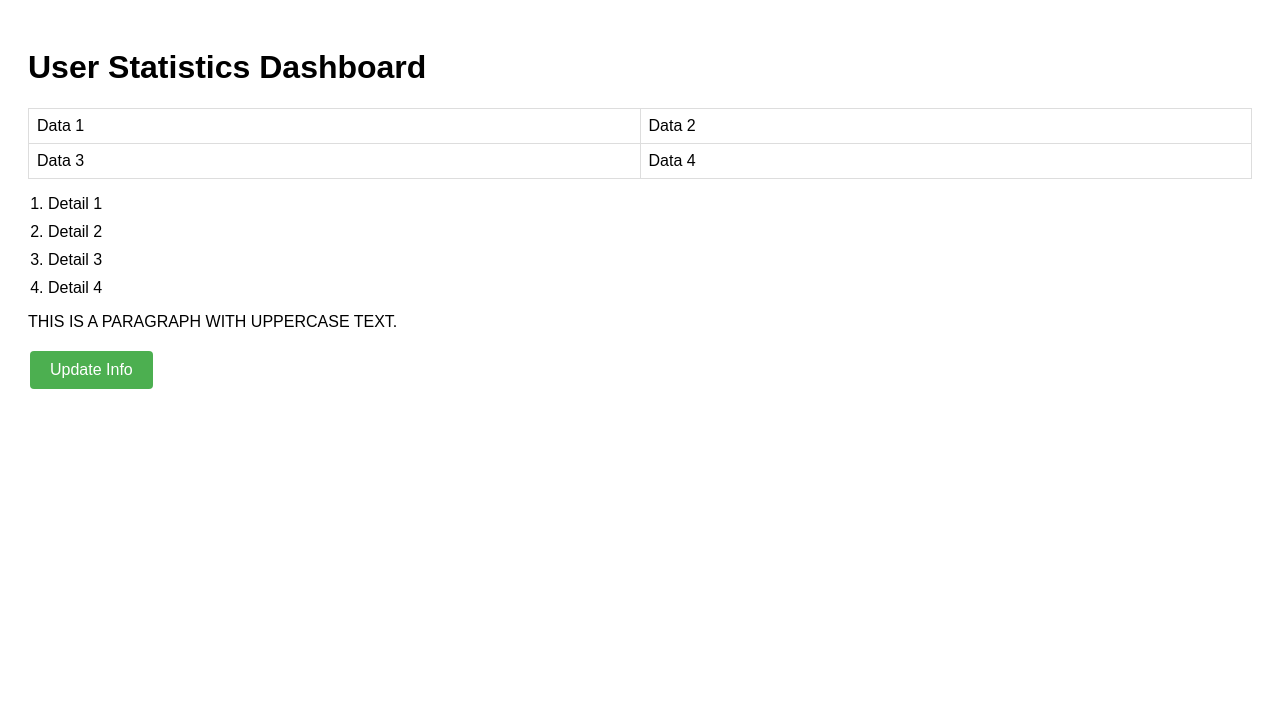 User Statistics Dashboard
Data 1 Data 2
Data 3 Data 4
1. Detail 1
2. Detail 2
3. Detail 3
4. Detail 4
THIS IS A PARAGRAPH WITH UPPERCASE TEXT.
Update Info